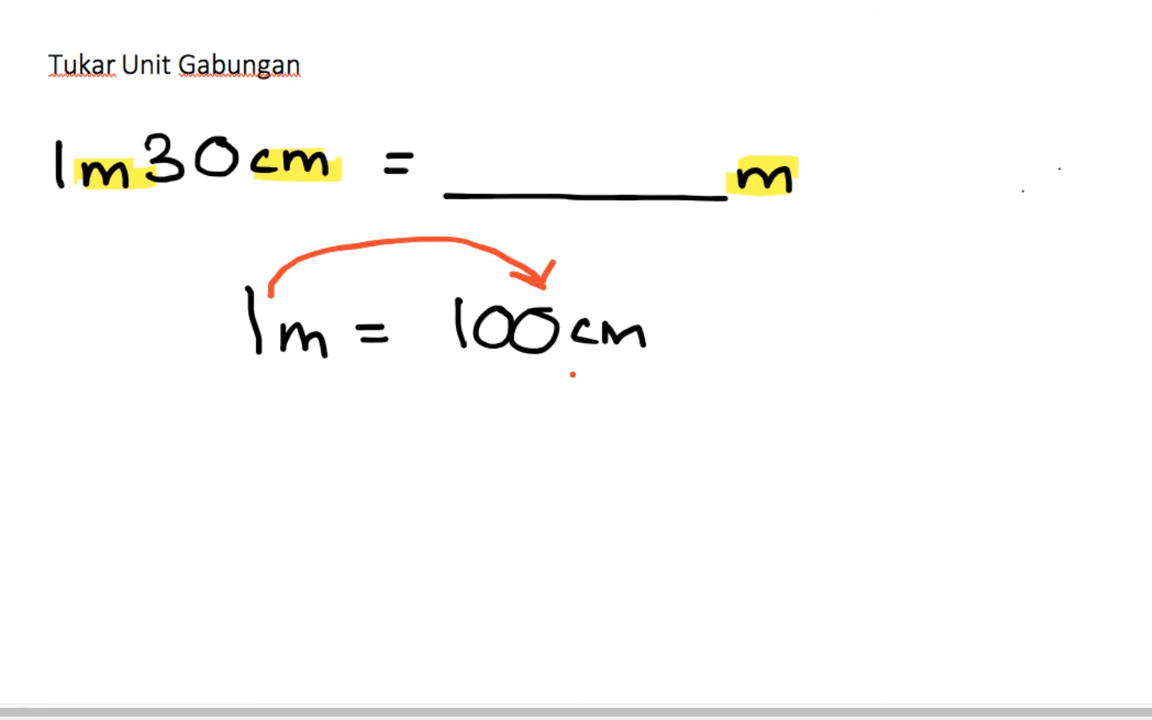 Tukar Unit Gabungan
1m30cm = ________m
1m = 100cm